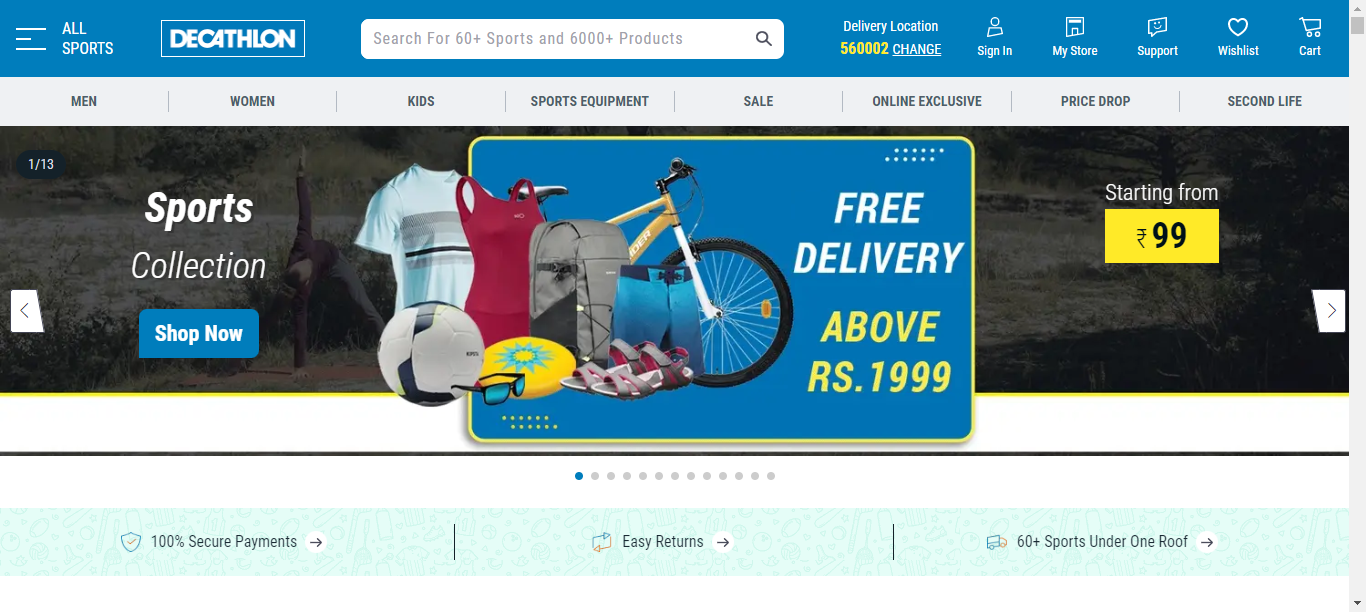 ALL
SPORTS
DECATHLON
Search For 60+ Sports and 6000+ Products
Delivery Location
560002 CHANGE
Sign In
My Store
Support
Wishlist
Cart
MEN
WOMEN
KIDS
SPORTS EQUIPMENT
SALE
ONLINE EXCLUSIVE
PRICE DROP
SECOND LIFE
1/13
Sports
Collection
Shop Now
FREE
DELIVERY
ABOVE
RS.1999
Starting from
₹ 99
100% Secure Payments
Easy Returns
60+ Sports Under One Roof